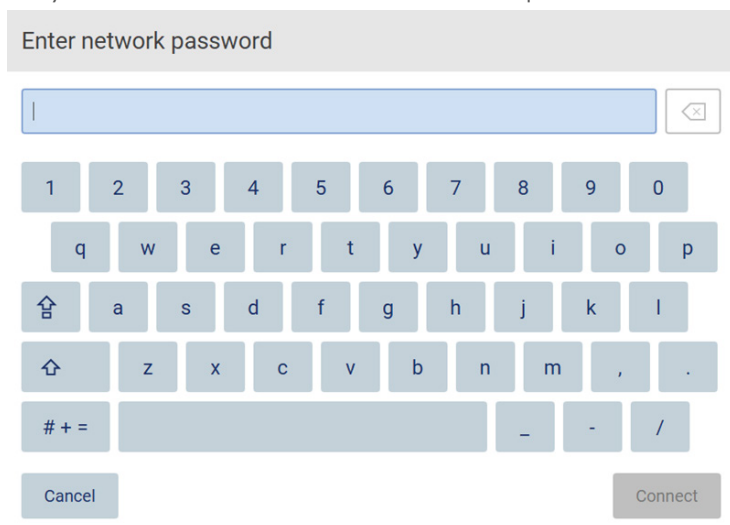 Enter network password
1 2 3 4 5 6 7 8 9 0
q w e r t y u i o p
a s d f g h j k l
z x c v b n m , .
# + = _ - /
Cancel Connect